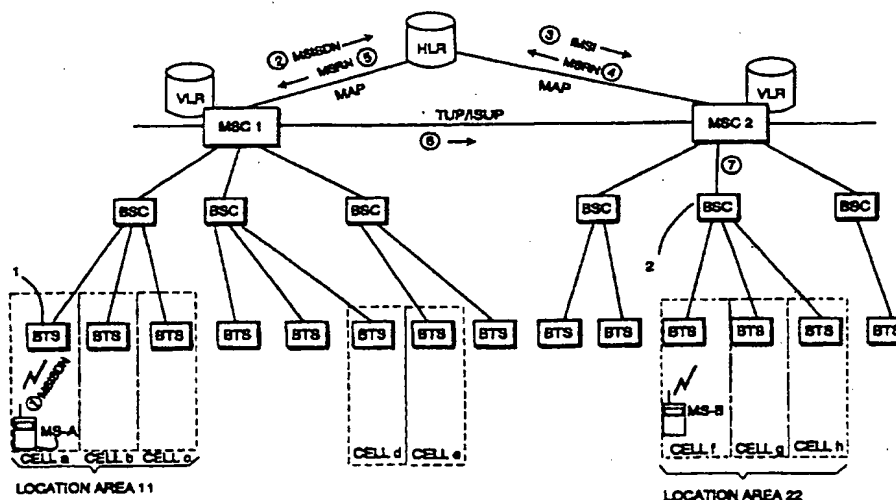 ② MSISDN
HLR
③ IMSI
MSRN ⑤
MSRN ④
VLR
MAP
MAP
VLR
MSC 1
TUP/ISUP
MSC 2
⑥
⑦
BSC
BSC
BSC
BSC
BSC
BSC
1
2
BTS
BTS
BTS
BTS
BTS
BTS
BTS
BTS
BTS
BTS
BTS
BTS
BTS
BTS
① MSISDN
MS-A
MS-B
CELL a
CELL b
CELL c
CELL d
CELL e
CELL f
CELL g
CELL h
LOCATION AREA 11
LOCATION AREA 22